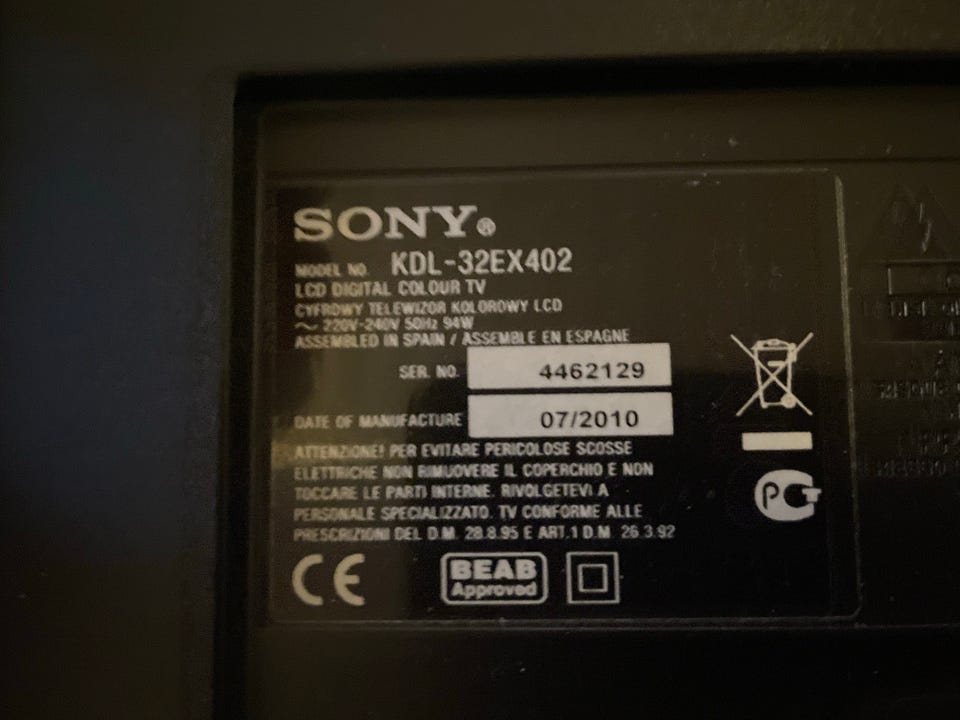 SONY®
MODEL NO. KDL-32EX402
LCD DIGITAL COLOUR TV
CYFROWY TELEWIZOR KOLOROWY LCD
~ 220V-240V 50Hz 94W
ASSEMBLED IN SPAIN / ASSEMBLE EN ESPAGNE
SER. NO. 4462129
DATE OF MANUFACTURE 07/2010
ATTENZIONE! PER EVITARE PERICOLOSE SCOSSE
ELETTRICHE NON RIMUOVERE IL COPERCHIO E NON
TOCCARE LE PARTI INTERNE. RIVOLGETEVI A
PERSONALE SPECIALIZZATO. TV CONFORME ALLE
PRESCRIZIONI DEL D.M. 28.8.95 E ART.1 D.M. 26.3.92
CE
BEAB
Approved